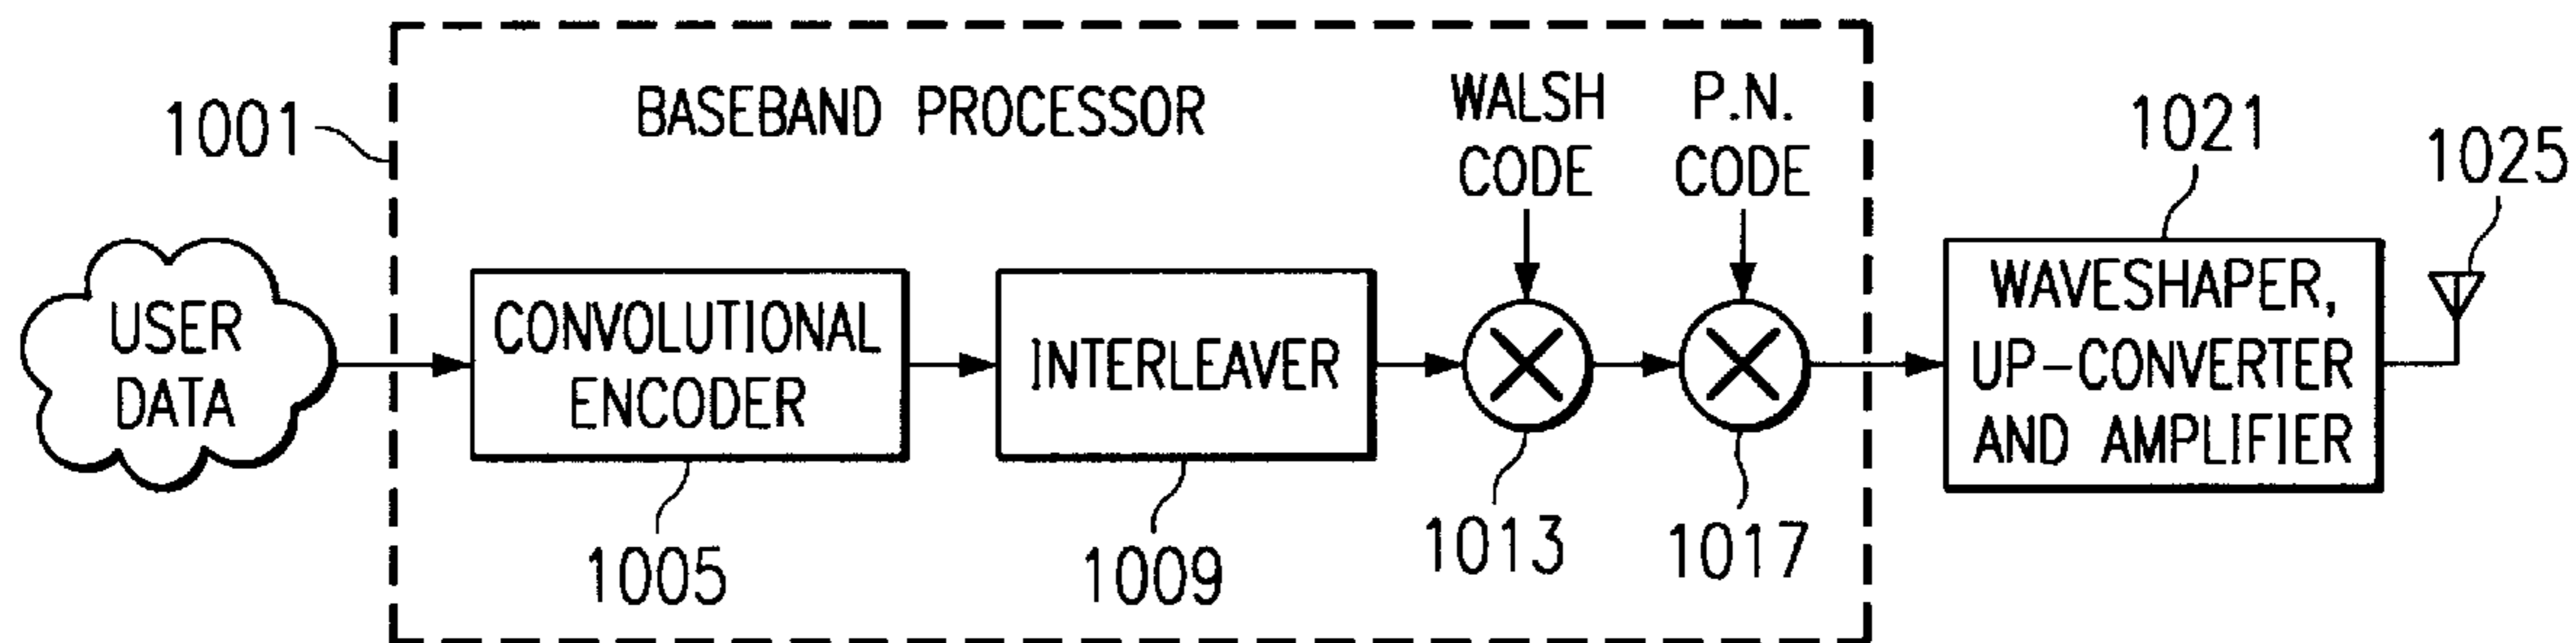 1001
BASEBAND PROCESSOR
WALSH
CODE
P.N.
CODE
1021
1025
USER
DATA
CONVOLUTIONAL
ENCODER
INTERLEAVER
WAVESHAPER,
UP-CONVERTER
AND AMPLIFIER
1005
1009
1013
1017